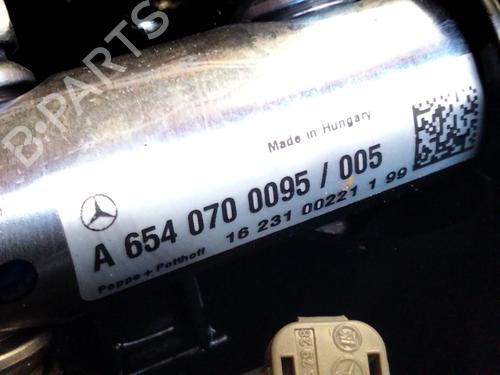 B-PARTS
Made in Hungary
A 654 070 0095 / 005
16 231 00221 1 99
Poppe + Potthoff